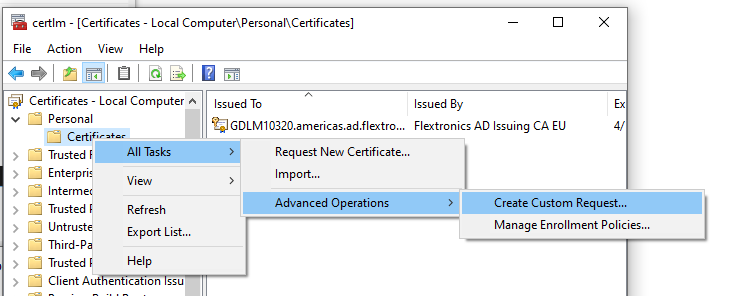 certlm - [Certificates - Local Computer\Personal\Certificates]
File Action View Help
Certificates - Local Computer
Issued To Issued By Ex
Personal
GDLM10320.americas.ad.flextro... Flextronics AD Issuing CA EU 4/
Certificates
All Tasks
Request New Certificate...
Trusted
Import...
Enterpris
View
Intermed
Advanced Operations
Create Custom Request...
Trusted
Refresh
Manage Enrollment Policies...
Untruste
Export List...
Third-Pa
Trusted
Help
Client Authentication Issu